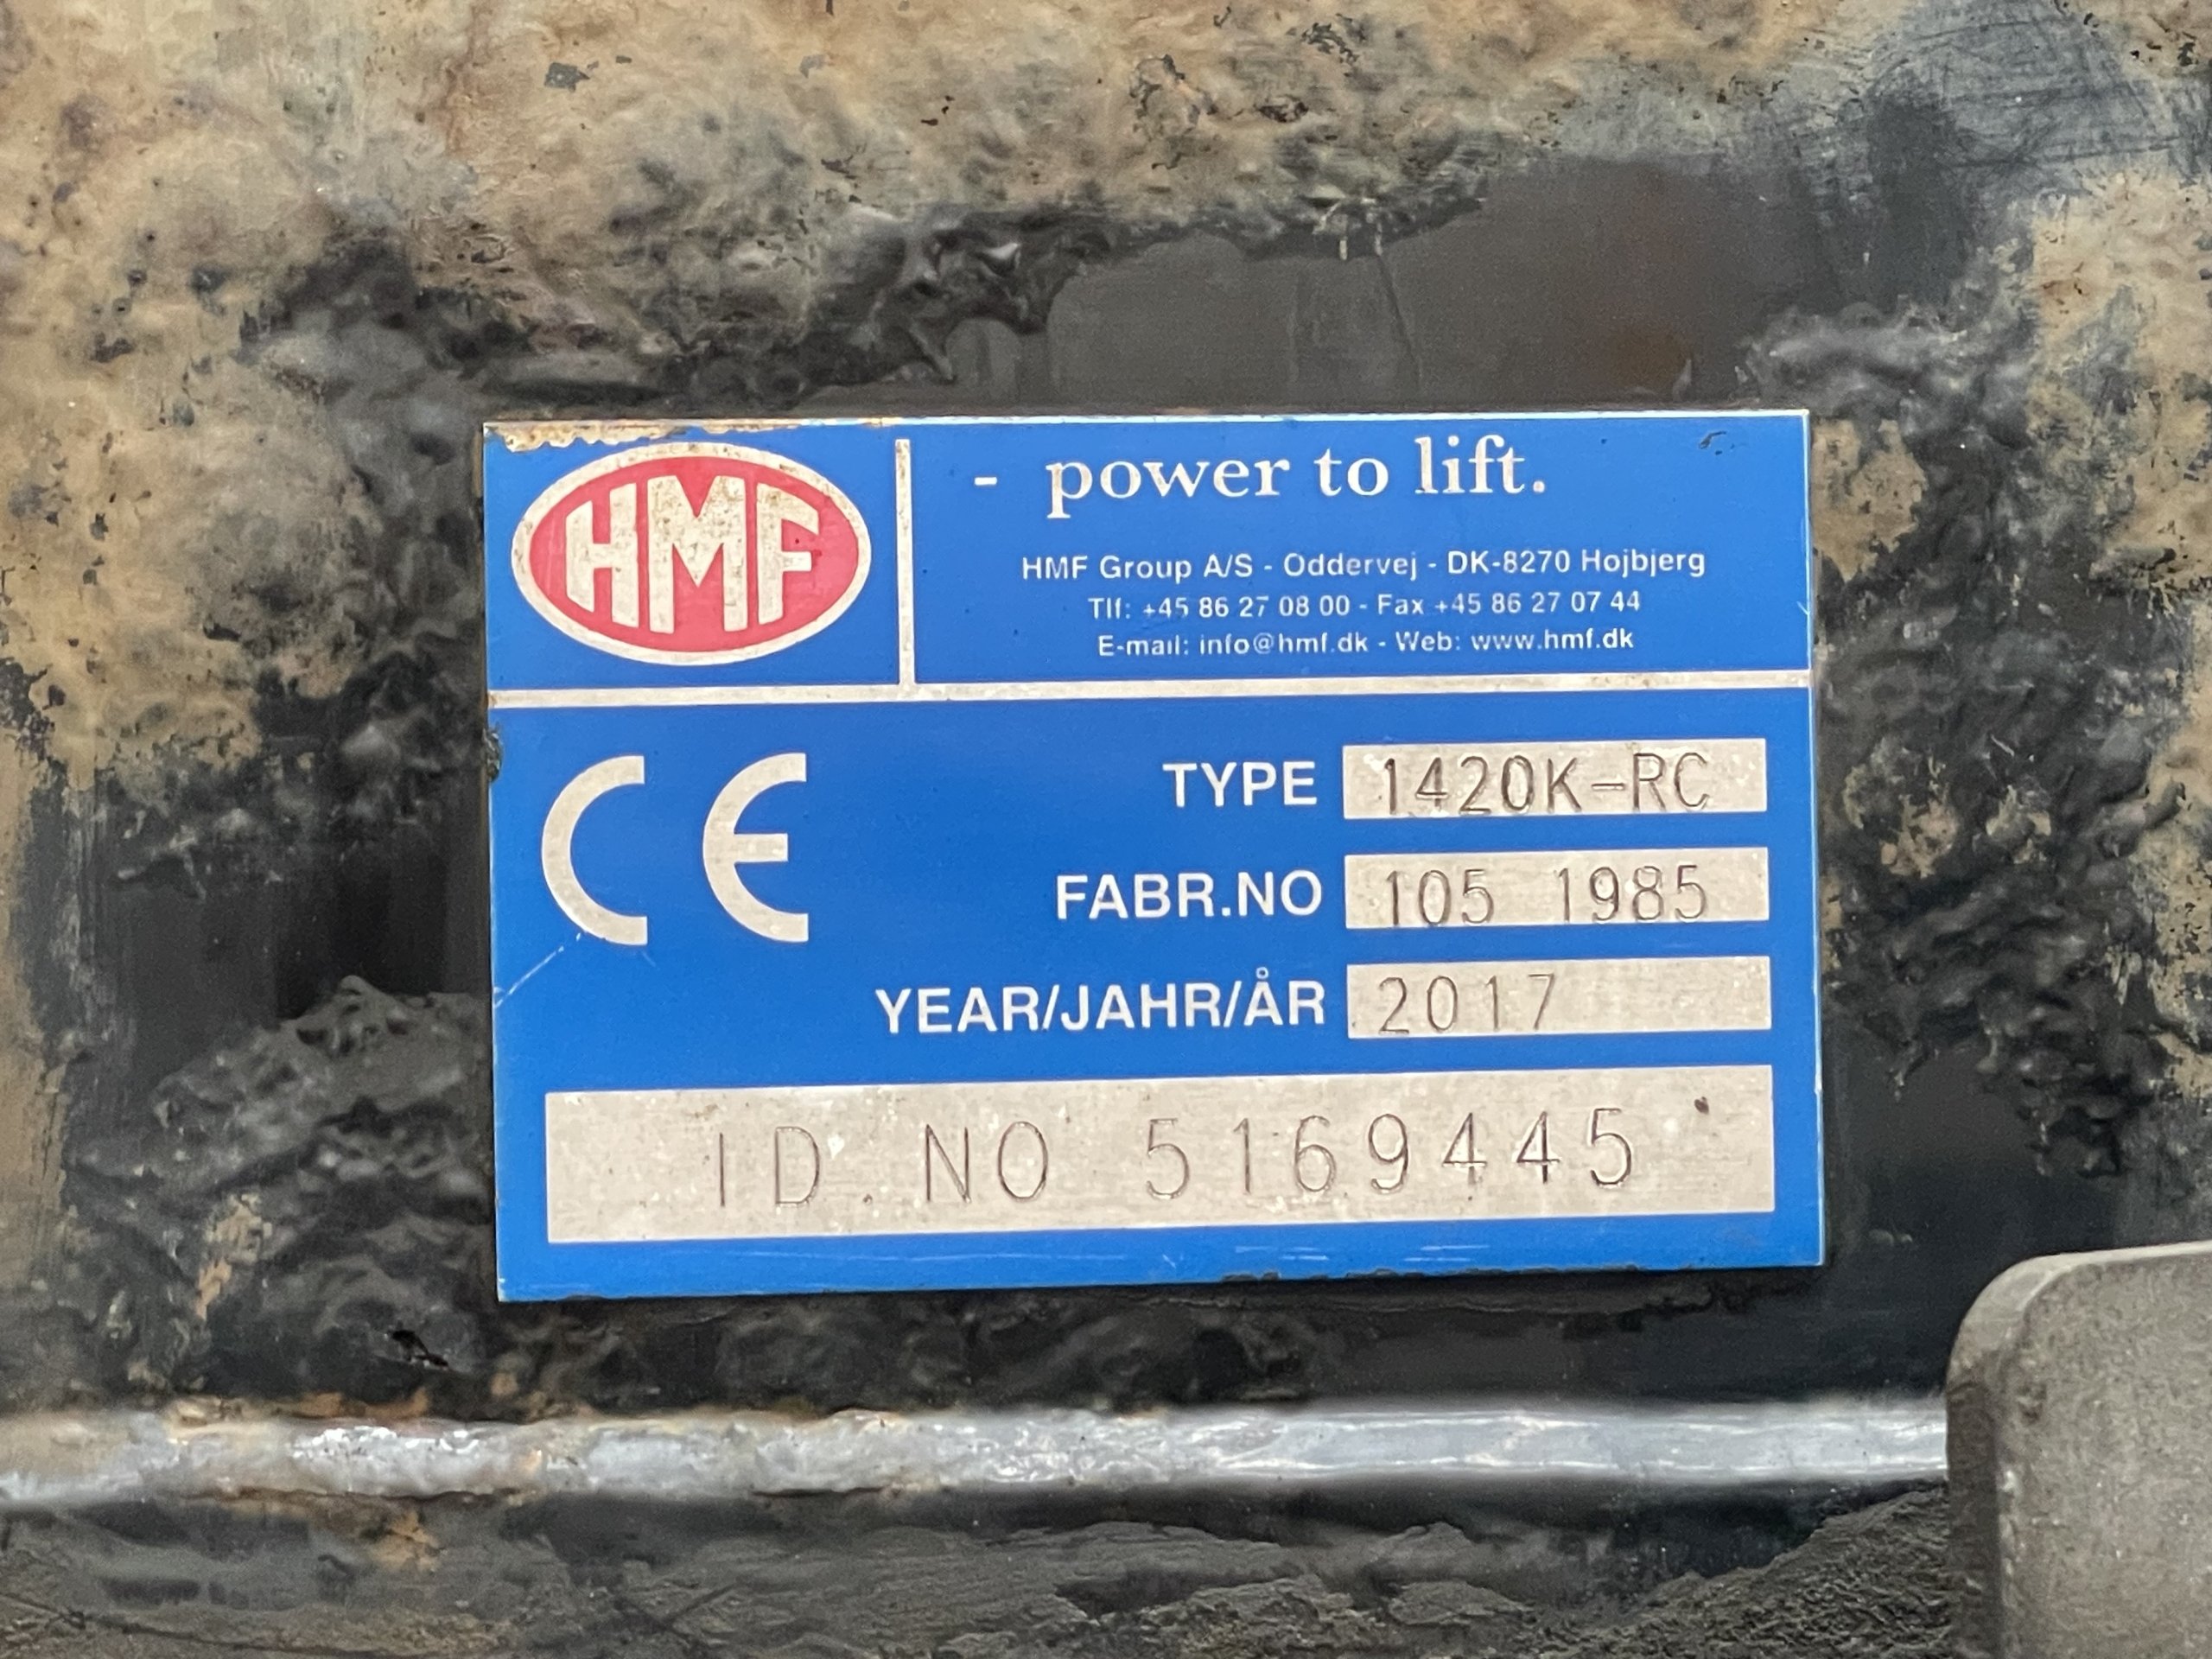 HMF
- power to lift.
HMF Group A/S - Oddervej - DK-8270 Hojbjerg
Tlf: +45 86 27 08 00 - Fax +45 86 27 07 44
E-mail: info@hmf.dk - Web: www.hmf.dk
CE
TYPE 1420K-RC
FABR.NO 105 1985
YEAR/JAHR/ÅR 2017
ID.NO 5169445